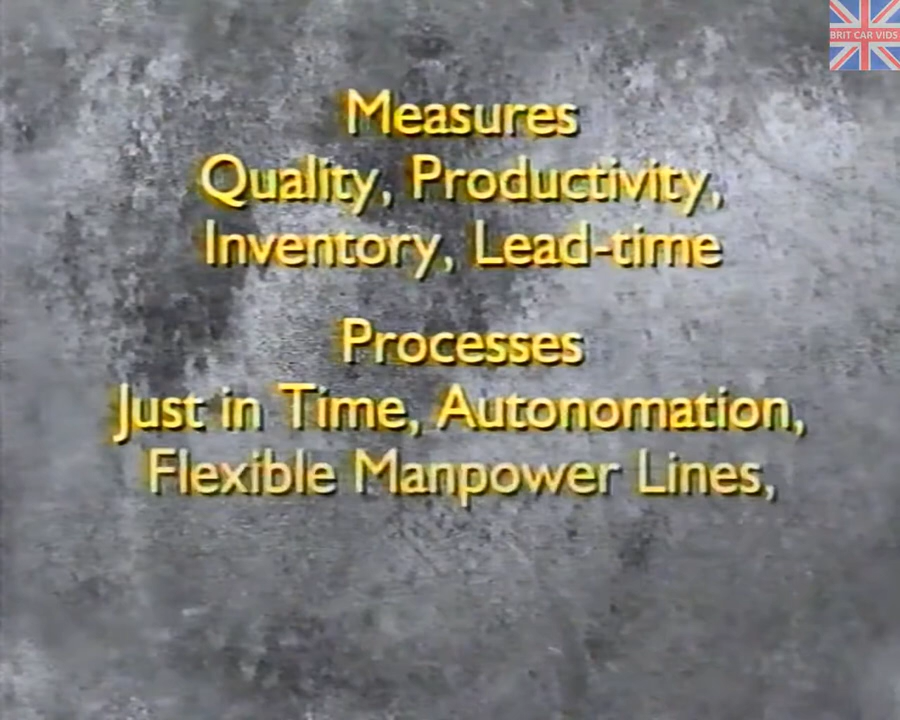 BRIT CAR VIDS
Measures
Quality, Productivity,
Inventory, Lead-time
Processes
Just in Time, Autonomation,
Flexible Manpower Lines,